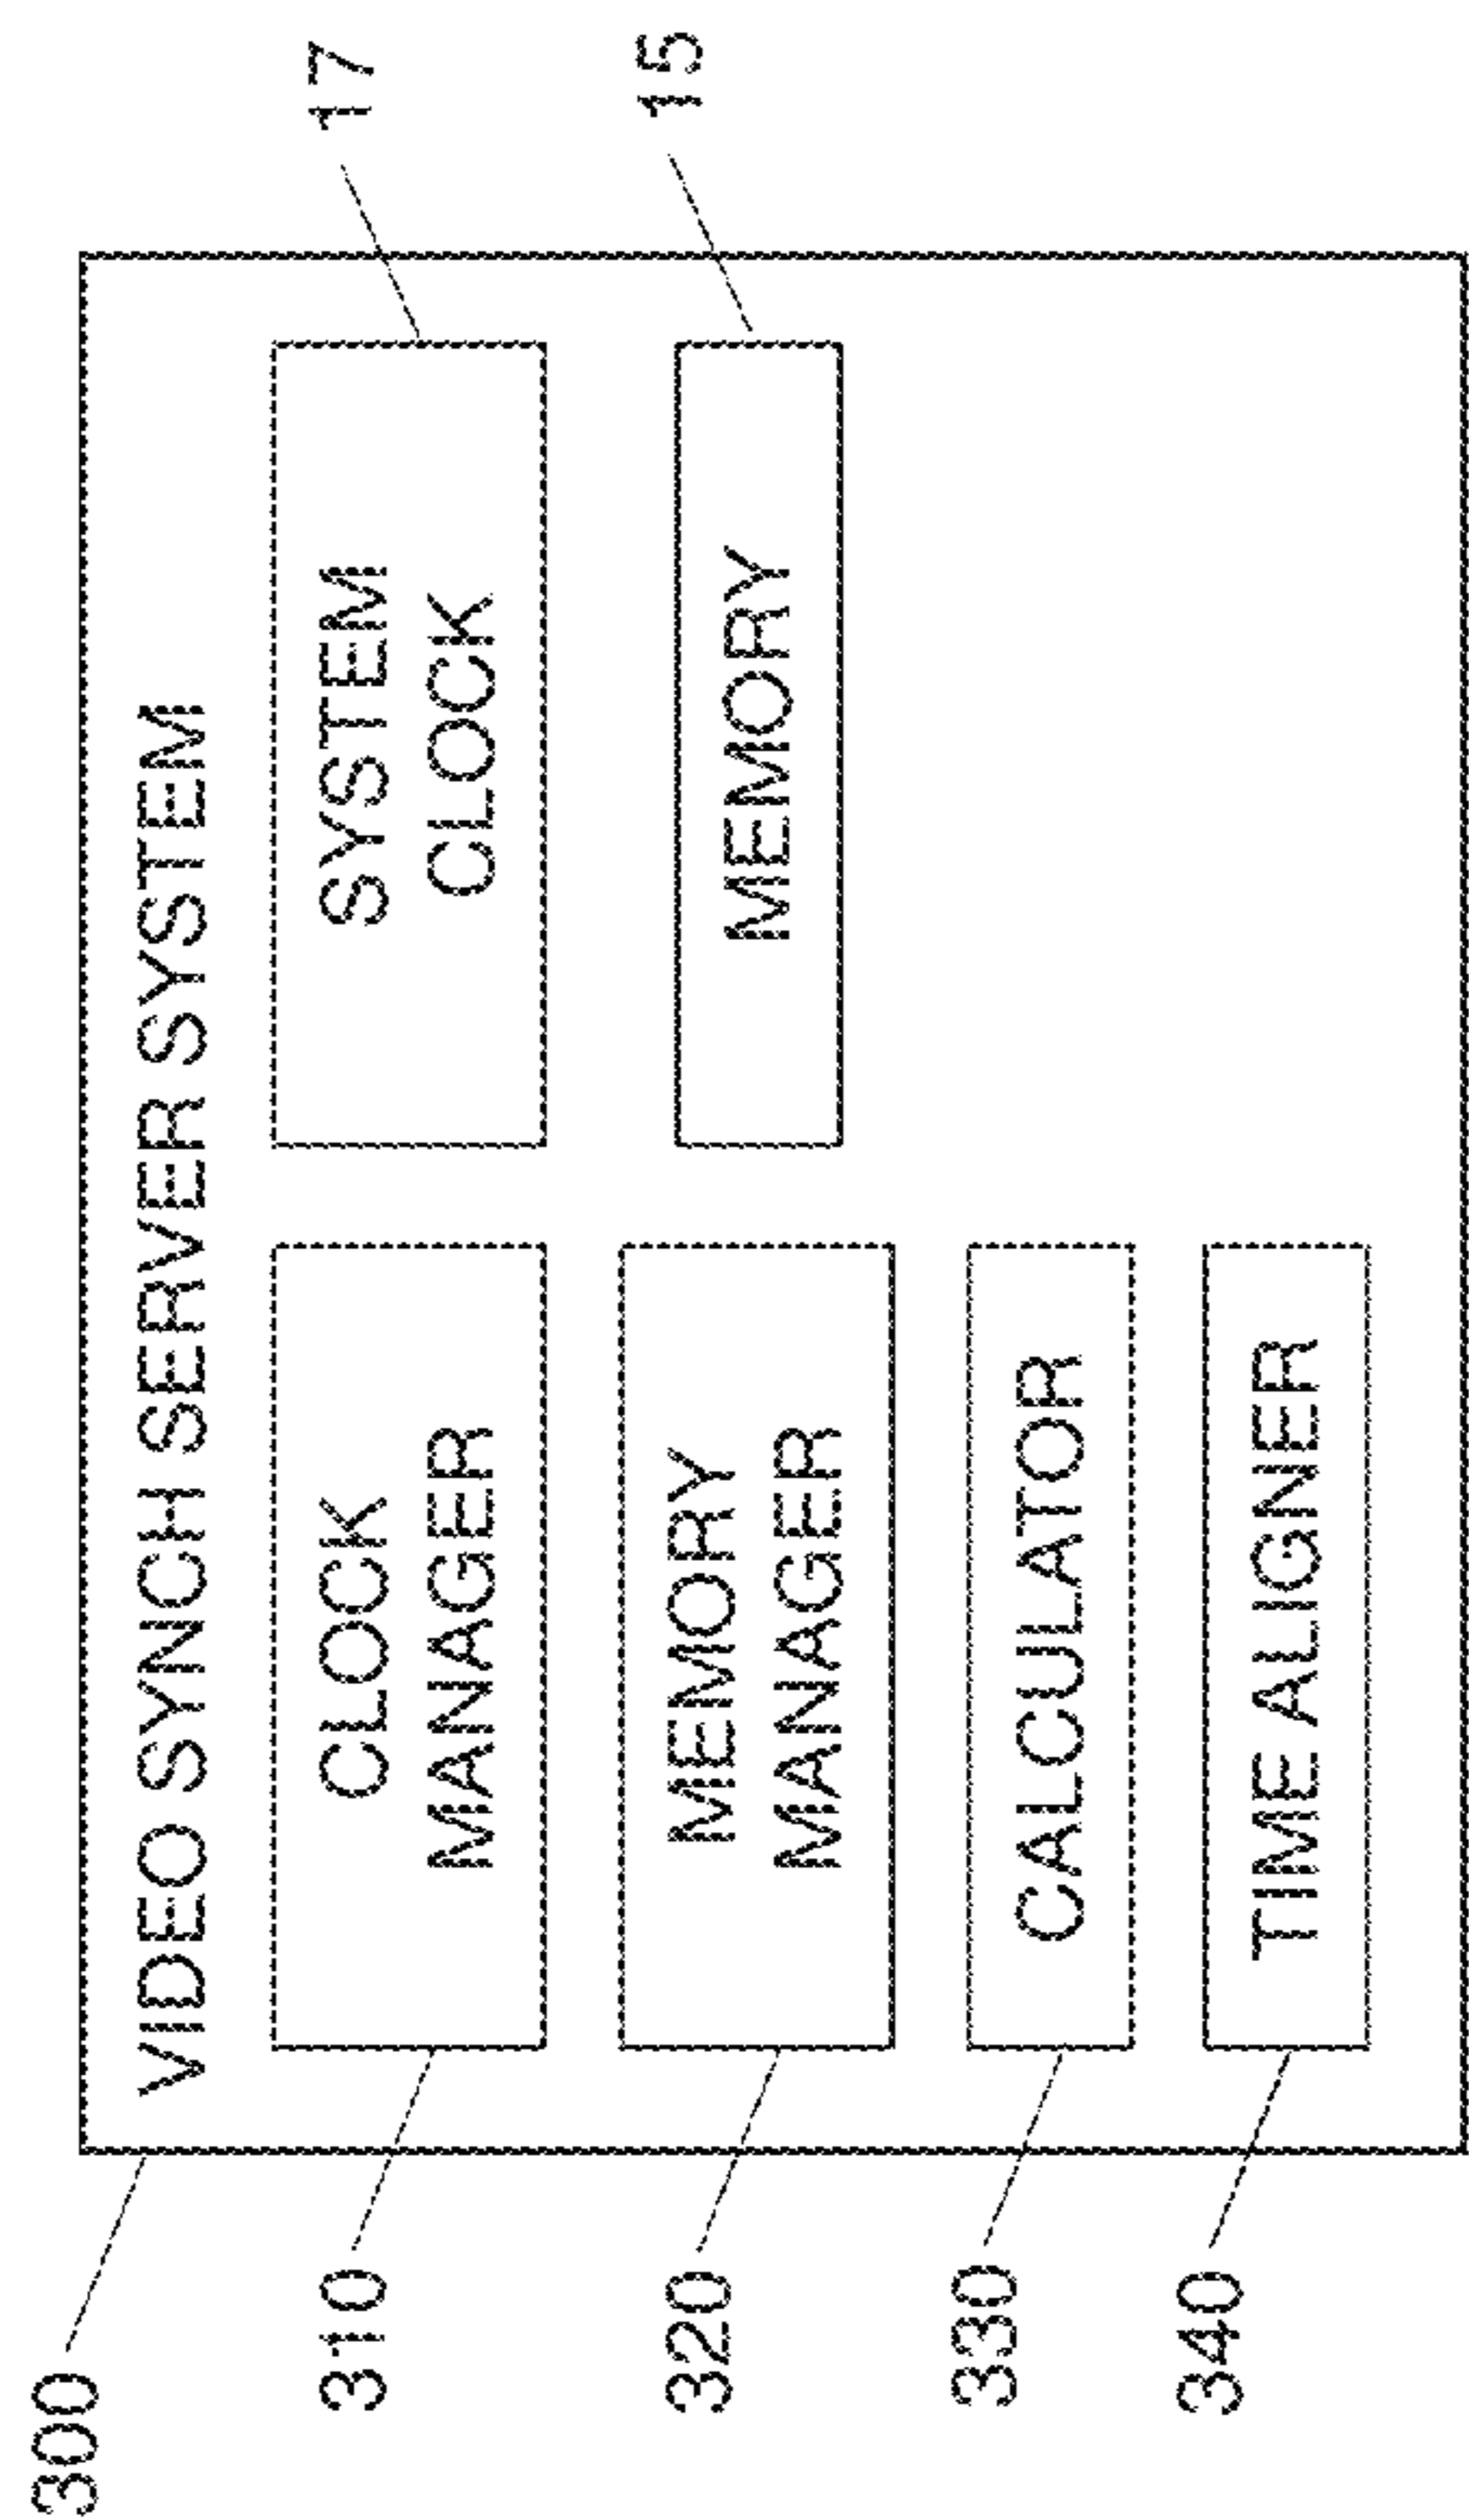 300
VIDEO SYNCH SERVER SYSTEM
310
CLOCK
MANAGER
SYSTEM
CLOCK
17
320
MEMORY
MANAGER
MEMORY
15
330
CALCULATOR
340
TIME ALIGNER